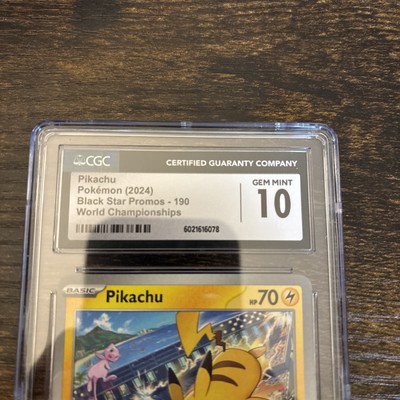 CGC
CERTIFIED GUARANTY COMPANY
Pikachu
Pokémon (2024)
Black Star Promos - 190
World Championships
GEM MINT
10
6021616078
BASIC
Pikachu
HP70